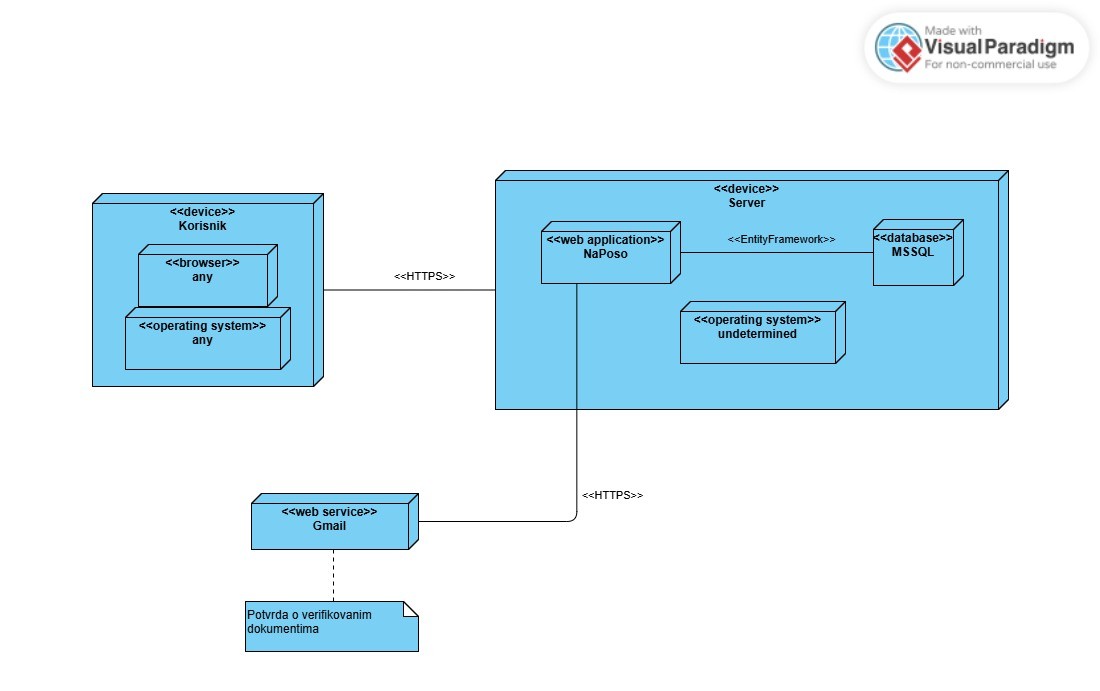 Made with
Visual Paradigm
For non-commercial use
<<device>>
Server
<<device>>
Korisnik
<<web application>>
NaPoso
<<EntityFramework>>
<<database>>
MSSQL
<<browser>>
any
<<HTTPS>>
<<operating system>>
any
<<operating system>>
undetermined
<<HTTPS>>
<<web service>>
Gmail
Potvrda o verifikovanim
dokumentima